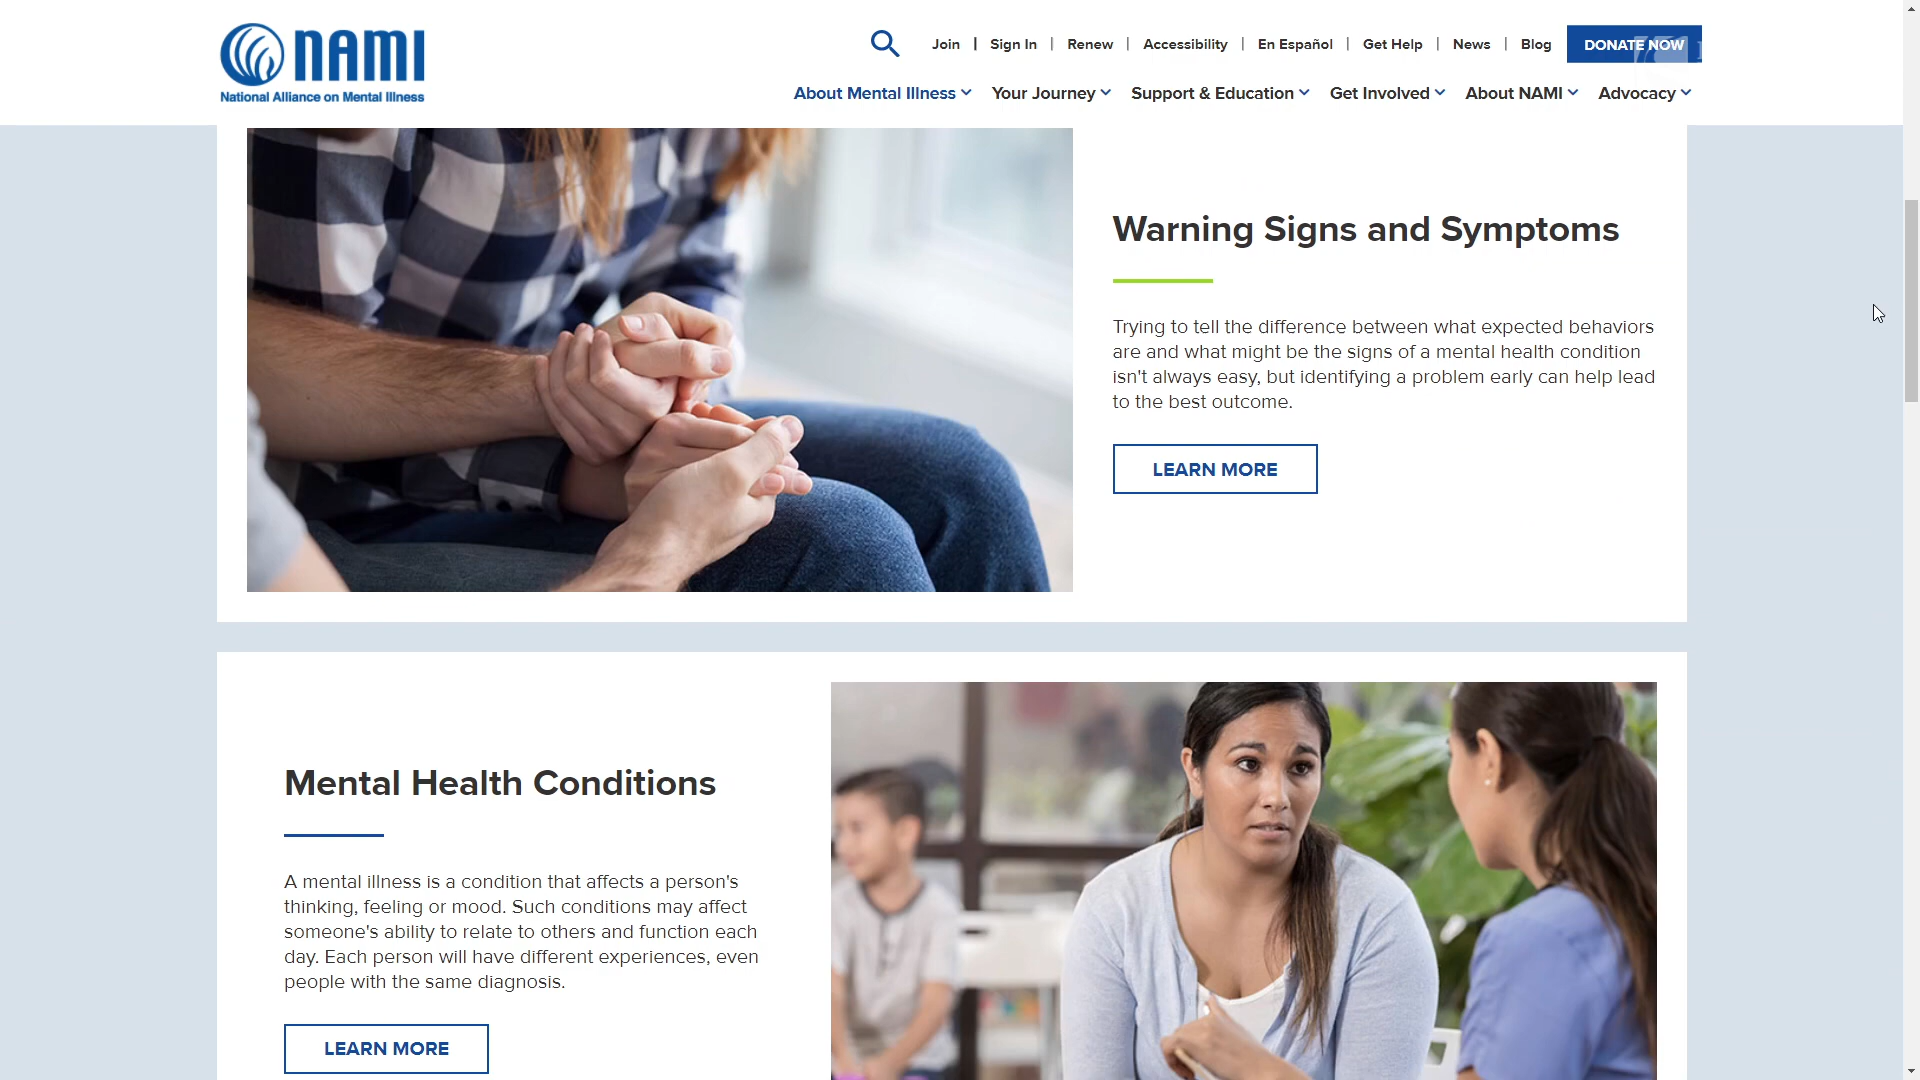 NAMI
National Alliance on Mental Illness
Join | Sign In | Renew | Accessibility | En Español | Get Help | News | Blog
DONATE NOW
About Mental Illness
Your Journey
Support & Education
Get Involved
About NAMI
Advocacy
Warning Signs and Symptoms
Trying to tell the difference between what expected behaviors
are and what might be the signs of a mental health condition
isn't always easy, but identifying a problem early can help lead
to the best outcome.
LEARN MORE
Mental Health Conditions
A mental illness is a condition that affects a person's
thinking, feeling or mood. Such conditions may affect
someone's ability to relate to others and function each
day. Each person will have different experiences, even
people with the same diagnosis.
LEARN MORE